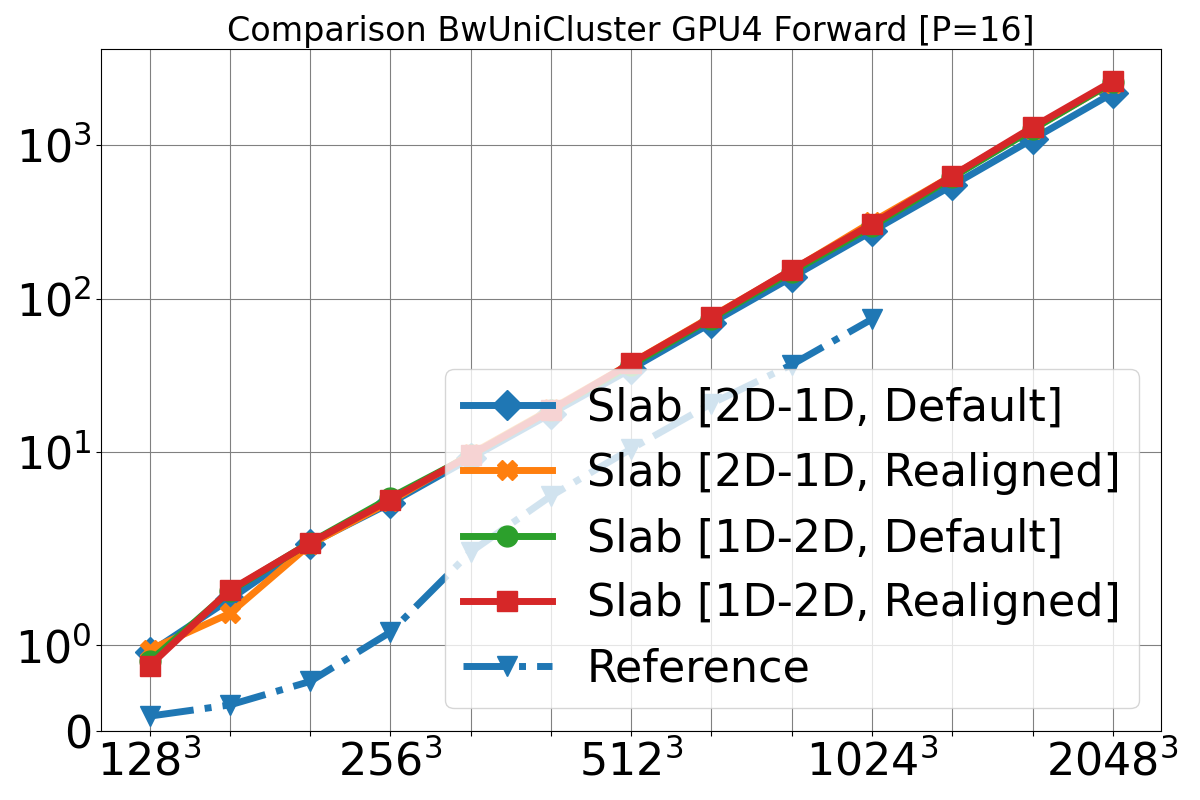 Comparison BwUniCluster GPU4 Forward [P=16]
10³
10²
10¹
10⁰
0
Slab [2D-1D, Default]
Slab [2D-1D, Realigned]
Slab [1D-2D, Default]
Slab [1D-2D, Realigned]
Reference
128³ 256³ 512³ 1024³ 2048³